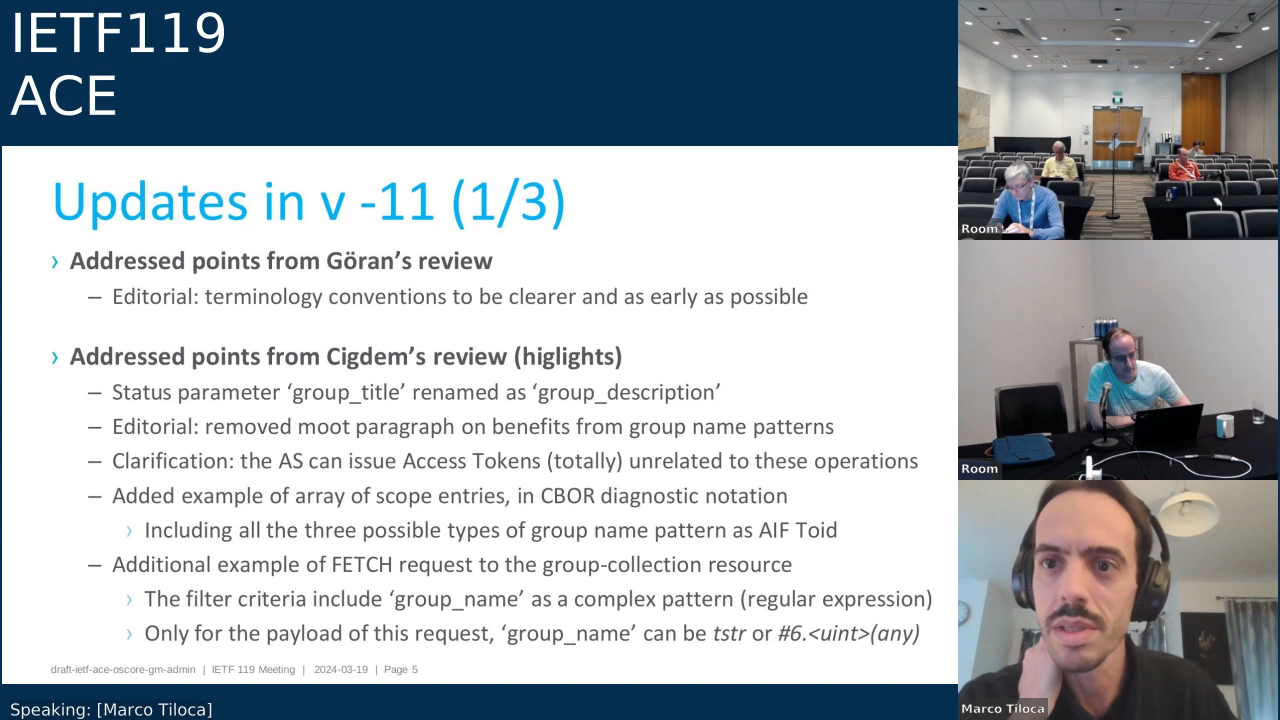 IETF119
ACE
Updates in v -11 (1/3)
› Addressed points from Göran’s review
– Editorial: terminology conventions to be clearer and as early as possible
› Addressed points from Cigdem’s review (higlights)
– Status parameter ‘group_title’ renamed as ‘group_description’
– Editorial: removed moot paragraph on benefits from group name patterns
– Clarification: the AS can issue Access Tokens (totally) unrelated to these operations
– Added example of array of scope entries, in CBOR diagnostic notation
› Including all the three possible types of group name pattern as AIF Toid
– Additional example of FETCH request to the group-collection resource
› The filter criteria include ‘group_name’ as a complex pattern (regular expression)
› Only for the payload of this request, ‘group_name’ can be tstr or #6.<uint>(any)
draft-ietf-ace-oscore-gm-admin | IETF 119 Meeting | 2024-03-19 | Page 5
Speaking: [Marco Tiloca]
Room
Room
Marco Tiloca